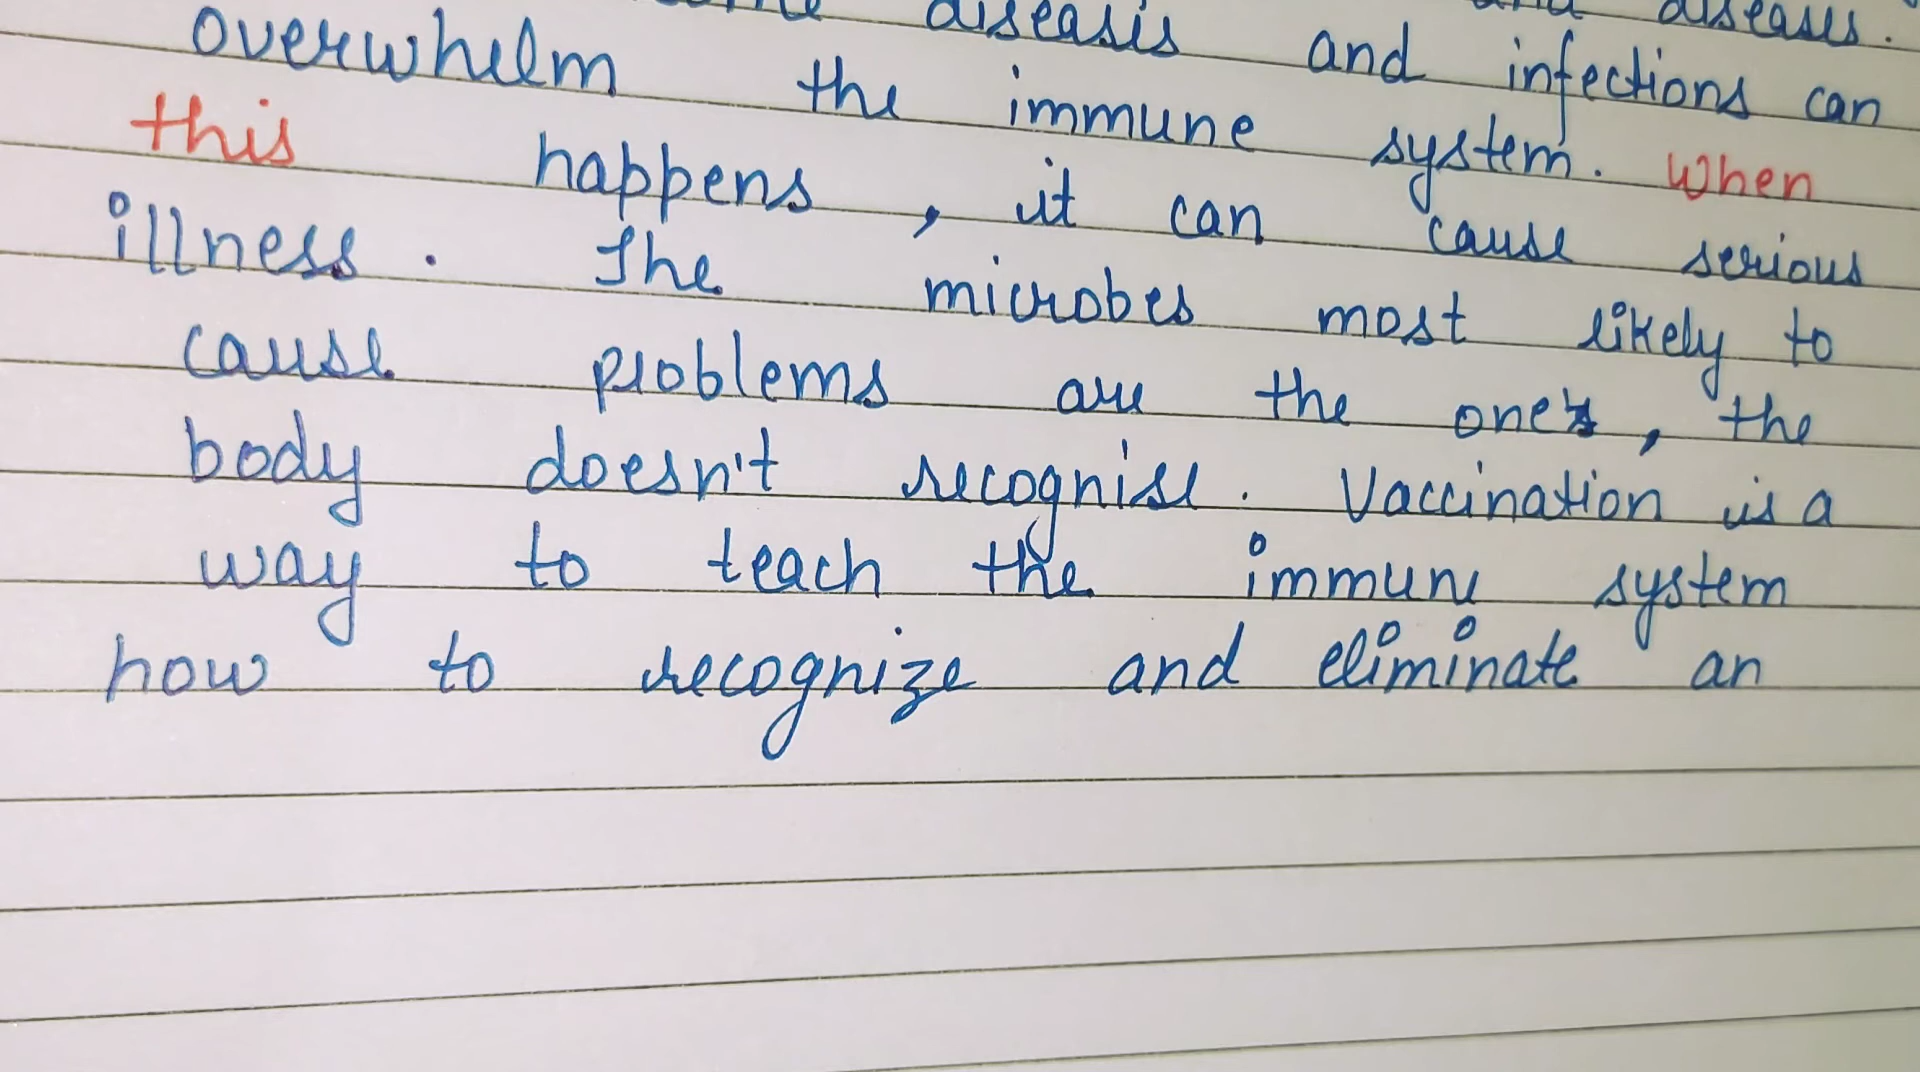 and diseases.
diseasis and infections can
overwhelm the immune system. When
this happens, it can cause serious
illness. The microbes most likely to
cause problems are the one's, the
body doesn't recognise. Vaccination is a
way to teach the immune system
how to recognize and eliminate an